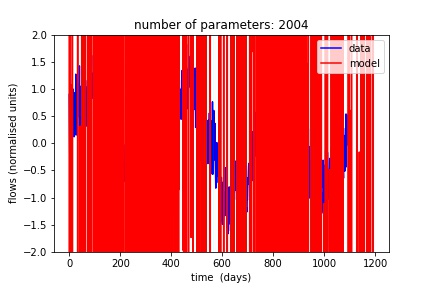 number of parameters: 2004
data
model
flows (normalised units)
2.0
1.5
1.0
0.5
0.0
−0.5
−1.0
−1.5
−2.0
0 200 400 600 800 1000 1200
time (days)